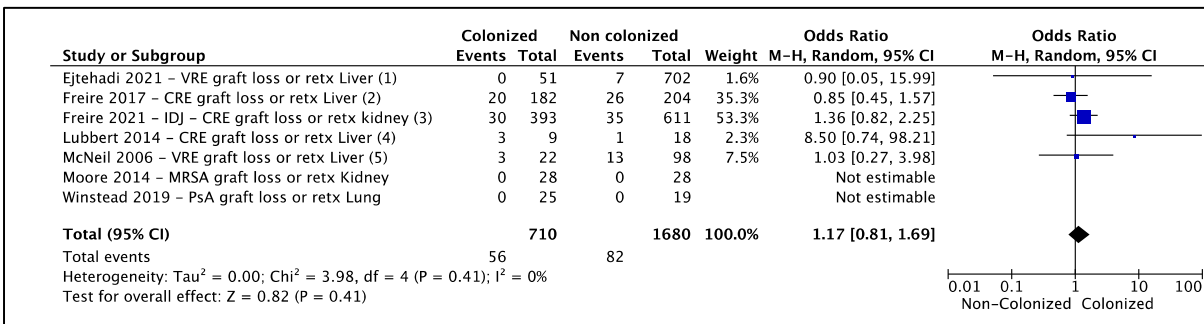 Colonized Non colonized Odds Ratio Odds Ratio
Study or Subgroup Events Total Events Total Weight M-H, Random, 95% CI M-H, Random, 95% CI
Ejtehadi 2021 – VRE graft loss or retx Liver (1) 0 51 7 702 1.6% 0.90 [0.05, 15.99]
Freire 2017 – CRE graft loss or retx Liver (2) 20 182 26 204 35.3% 0.85 [0.45, 1.57]
Freire 2021 – IDJ – CRE graft loss or retx kidney (3) 30 393 35 611 53.3% 1.36 [0.82, 2.25]
Lubbert 2014 – CRE graft loss or retx Liver (4) 3 9 1 18 2.3% 8.50 [0.74, 98.21]
McNeil 2006 – VRE graft loss or retx Liver (5) 3 22 13 98 7.5% 1.03 [0.27, 3.98]
Moore 2014 – MRSA graft loss or retx Kidney 0 28 0 28 Not estimable
Winstead 2019 – PsA graft loss or retx Lung 0 25 0 19 Not estimable
Total (95% CI) 710 1680 100.0% 1.17 [0.81, 1.69]
Total events 56 82
Heterogeneity: Tau² = 0.00; Chi² = 3.98, df = 4 (P = 0.41); I² = 0%
Test for overall effect: Z = 0.82 (P = 0.41)
0.01 0.1 1 10 100
Non-Colonized Colonized